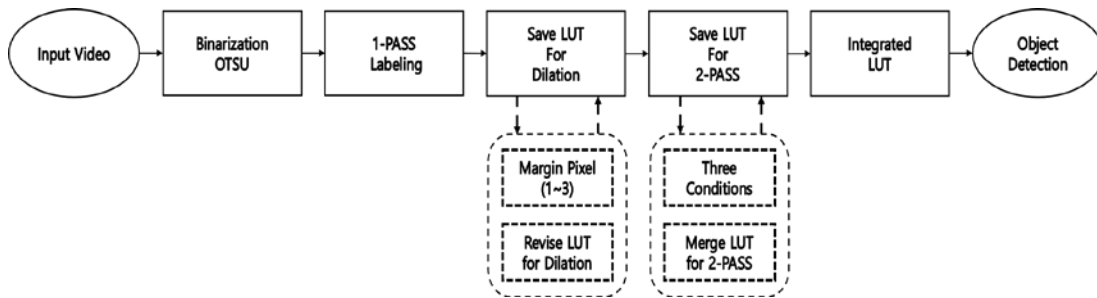 Input Video
Binarization
OTSU
1-PASS
Labeling
Save LUT
For
Dilation
Save LUT
For
2-PASS
Integrated
LUT
Object
Detection
Margin Pixel
(1~3)
Revise LUT
for Dilation
Three
Conditions
Merge LUT
for 2-PASS